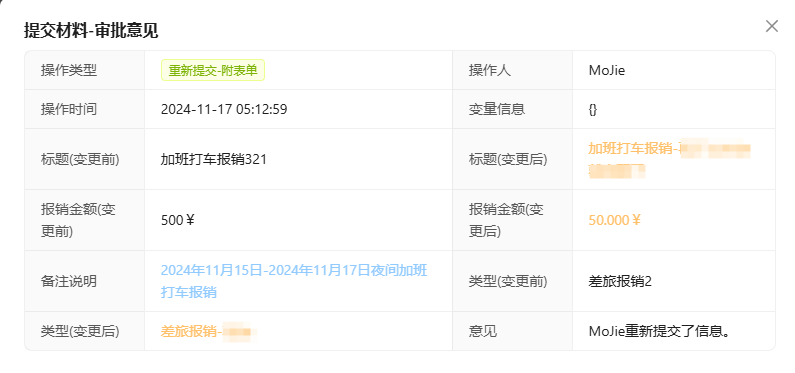 提交材料-审批意见
操作类型
重新提交-附表单
操作人
MoJie
操作时间
2024-11-17 05:12:59
变量信息
{}
标题(变更前)
加班打车报销321
标题(变更后)
加班打车报销-
报销金额(变
更前)
500￥
报销金额(变
更后)
50.000￥
备注说明
2024年11月15日-2024年11月17日夜间加班
打车报销
类型(变更前)
差旅报销2
类型(变更后)
差旅报销-
意见
MoJie重新提交了信息。